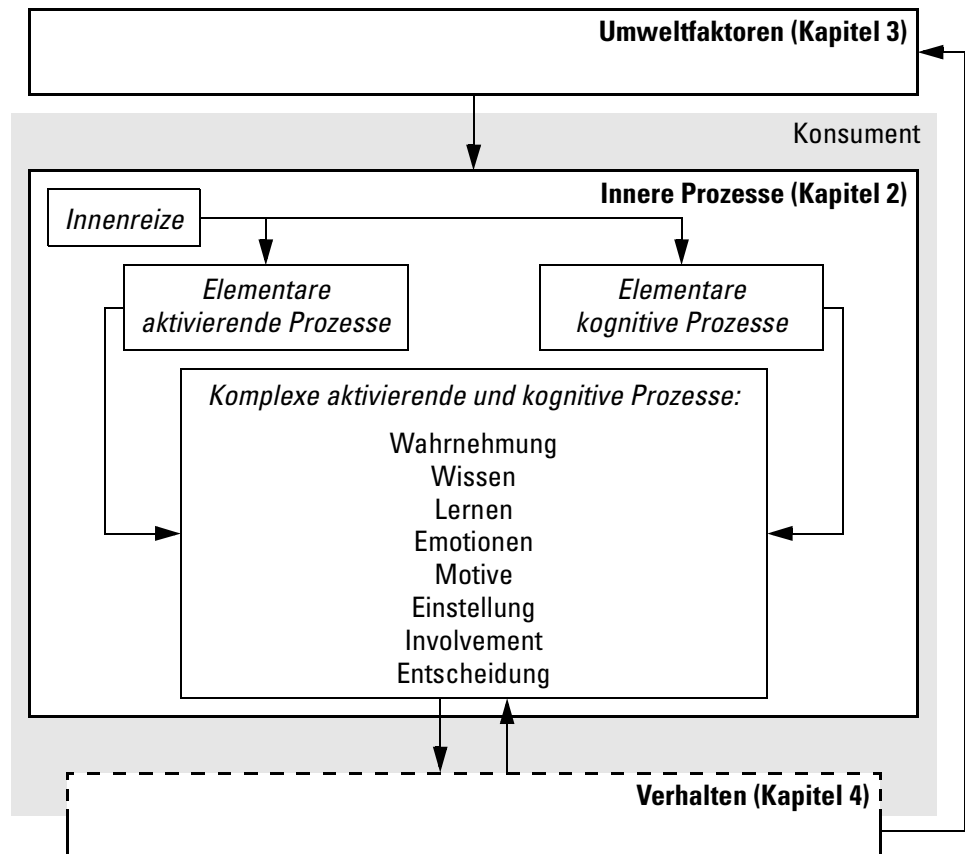 Umweltfaktoren (Kapitel 3)
Konsument
Innere Prozesse (Kapitel 2)
Innenreize
Elementare
aktivierende Prozesse
Elementare
kognitive Prozesse
Komplexe aktivierende und kognitive Prozesse:
Wahrnehmung
Wissen
Lernen
Emotionen
Motive
Einstellung
Involvement
Entscheidung
Verhalten (Kapitel 4)